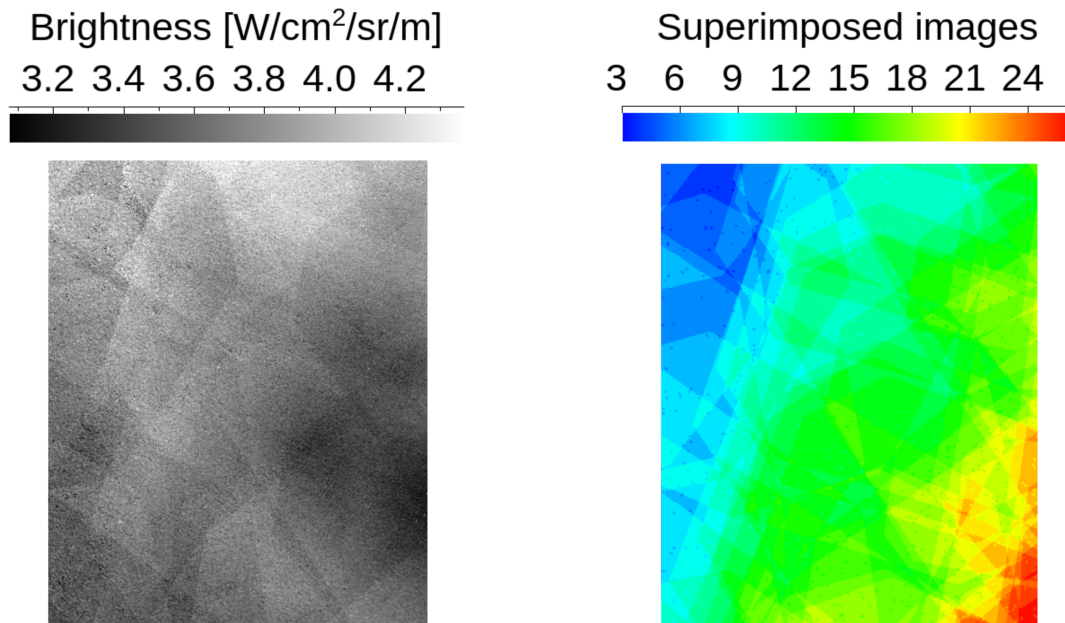 Brightness [W/cm²/sr/m]
3.2 3.4 3.6 3.8 4.0 4.2
Superimposed images
3 6 9 12 15 18 21 24